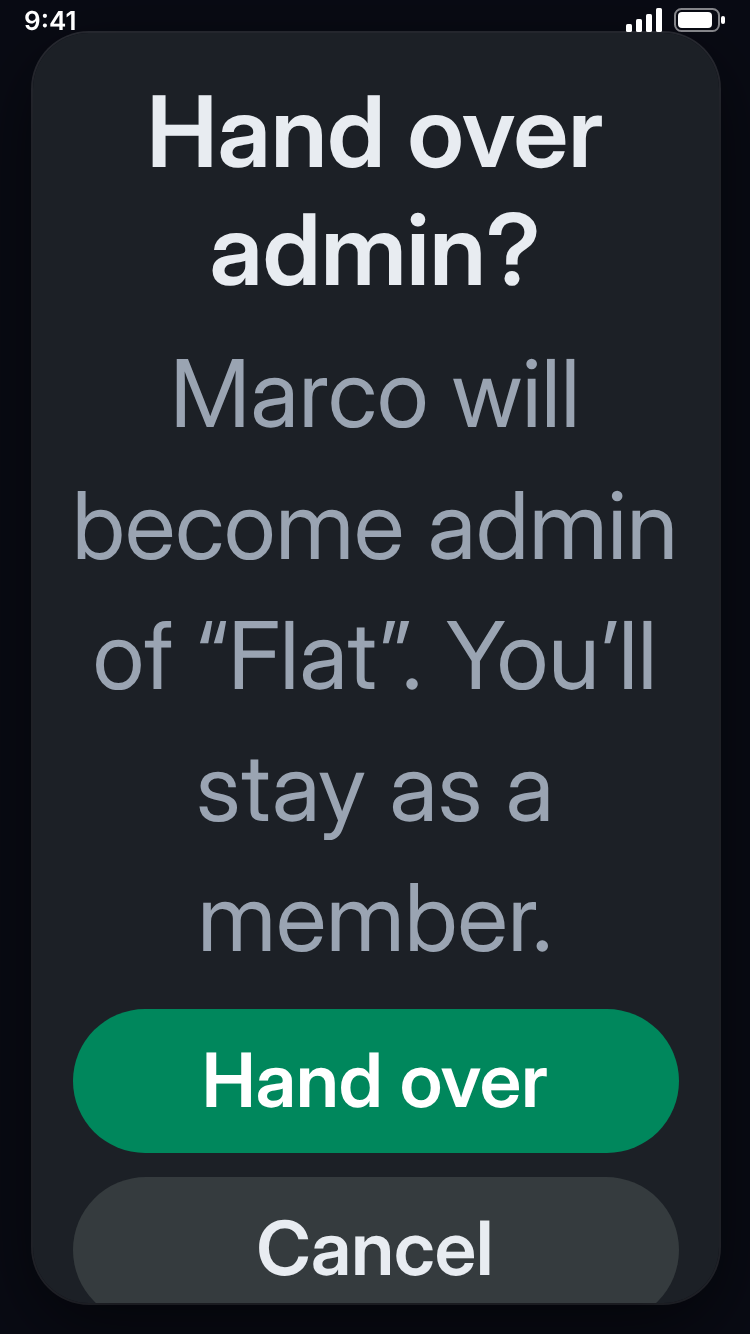 9:41
Hand over
admin?
Marco will
become admin
of “Flat”. You’ll
stay as a
member.
Hand over
Cancel